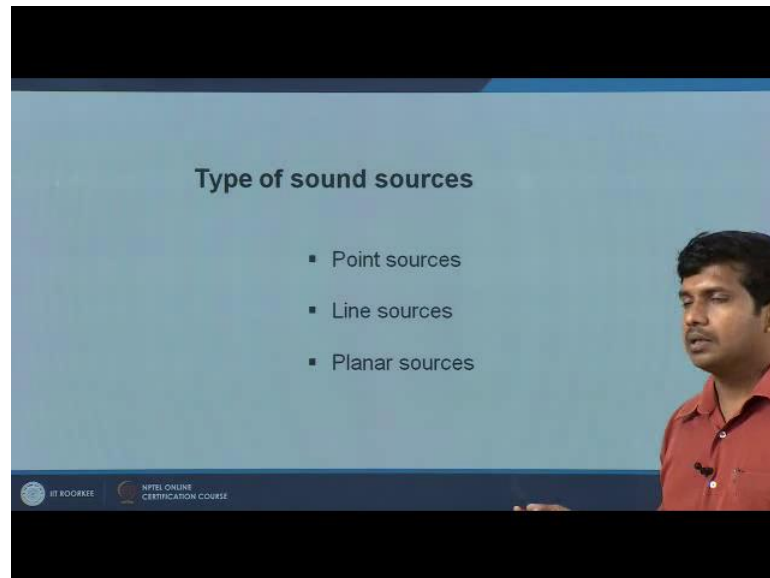 Type of sound sources
▪ Point sources
▪ Line sources
▪ Planar sources
IIT ROORKEE
NPTEL ONLINE
CERTIFICATION COURSE